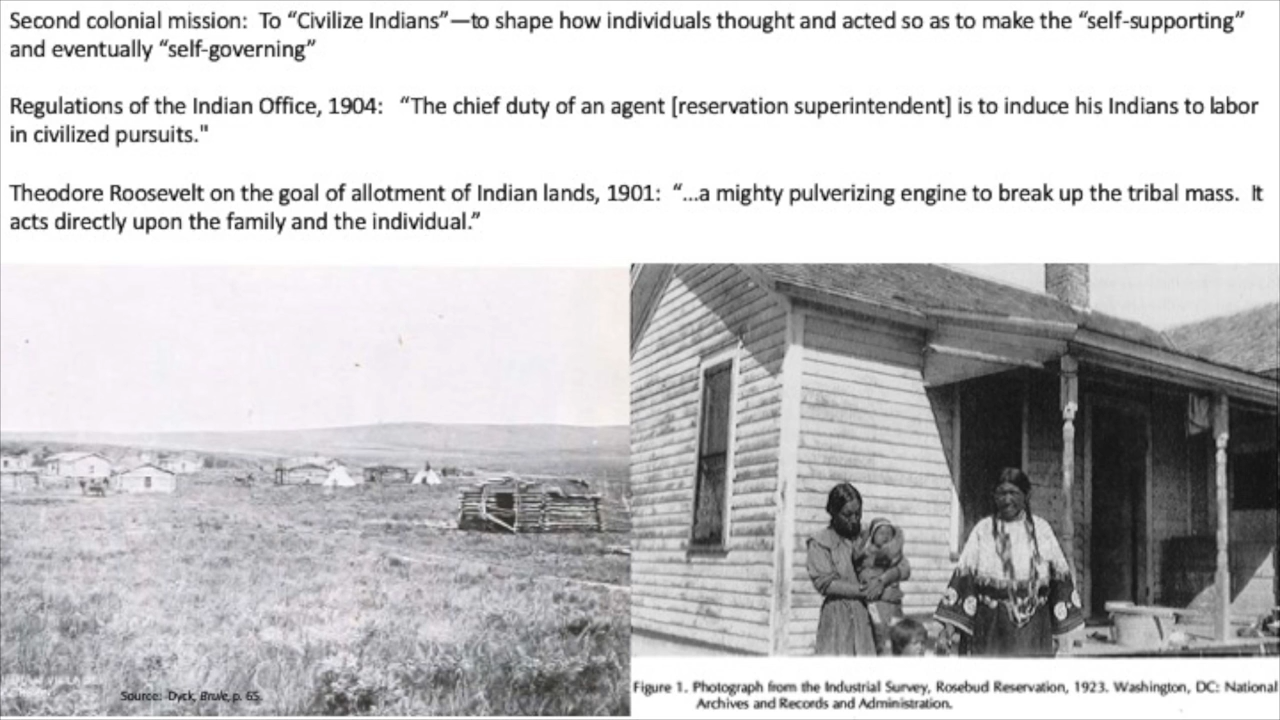 Second colonial mission:  To “Civilize Indians”—to shape how individuals thought and acted so as to make the “self-supporting”
and eventually “self-governing”
Regulations of the Indian Office, 1904:   “The chief duty of an agent [reservation superintendent] is to induce his Indians to labor
in civilized pursuits."
Theodore Roosevelt on the goal of allotment of Indian lands, 1901:  “...a mighty pulverizing engine to break up the tribal mass.  It
acts directly upon the family and the individual.”
Source:  Dyck, Brule, p. 65.
Figure 1. Photograph from the Industrial Survey, Rosebud Reservation, 1923. Washington, DC: National
Archives and Records and Administration.